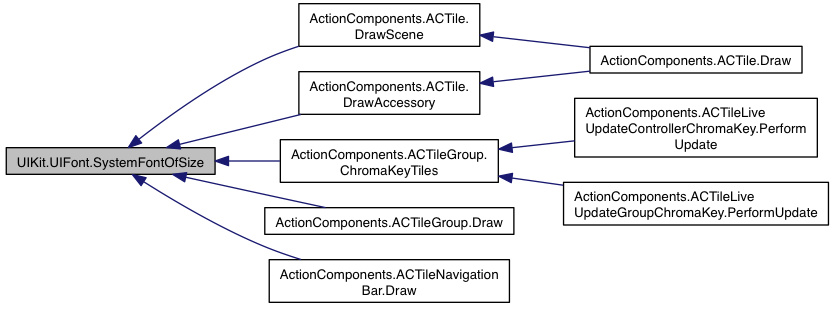 UIKit.UIFont.SystemFontOfSize
ActionComponents.ACTile.
DrawScene
ActionComponents.ACTile.
DrawAccessory
ActionComponents.ACTileGroup.
ChromaKeyTiles
ActionComponents.ACTileGroup.Draw
ActionComponents.ACTileNavigation
Bar.Draw
ActionComponents.ACTile.Draw
ActionComponents.ACTileLive
UpdateControllerChromaKey.Perform
Update
ActionComponents.ACTileLive
UpdateGroupChromaKey.PerformUpdate